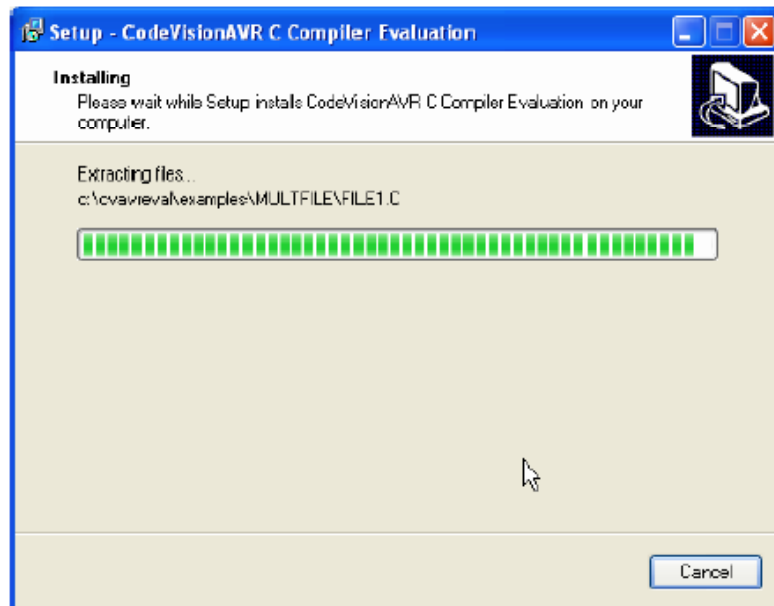 Setup - CodeVisionAVR C Compiler Evaluation
Installing
Please wait while Setup installs CodeVisionAVR C Compiler Evaluation on your
computer.
Extracting files...
c:\cvavreval\examples\MULTFILE\FILE1.C
Cancel